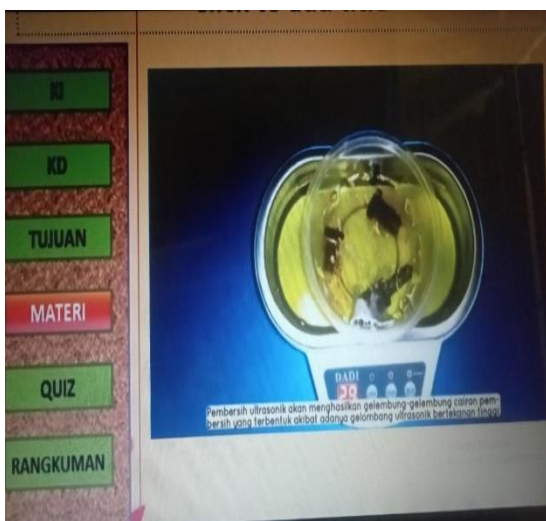 KI
KD
TUJUAN
MATERI
QUIZ
RANGKUMAN
DADI
29
Pembersih ultrasonik akan menghasilkan gelembung-gelembung cairan pem-
bersih yang terbentuk akibat adanya gelombang ultrasonik bertekanan tinggi